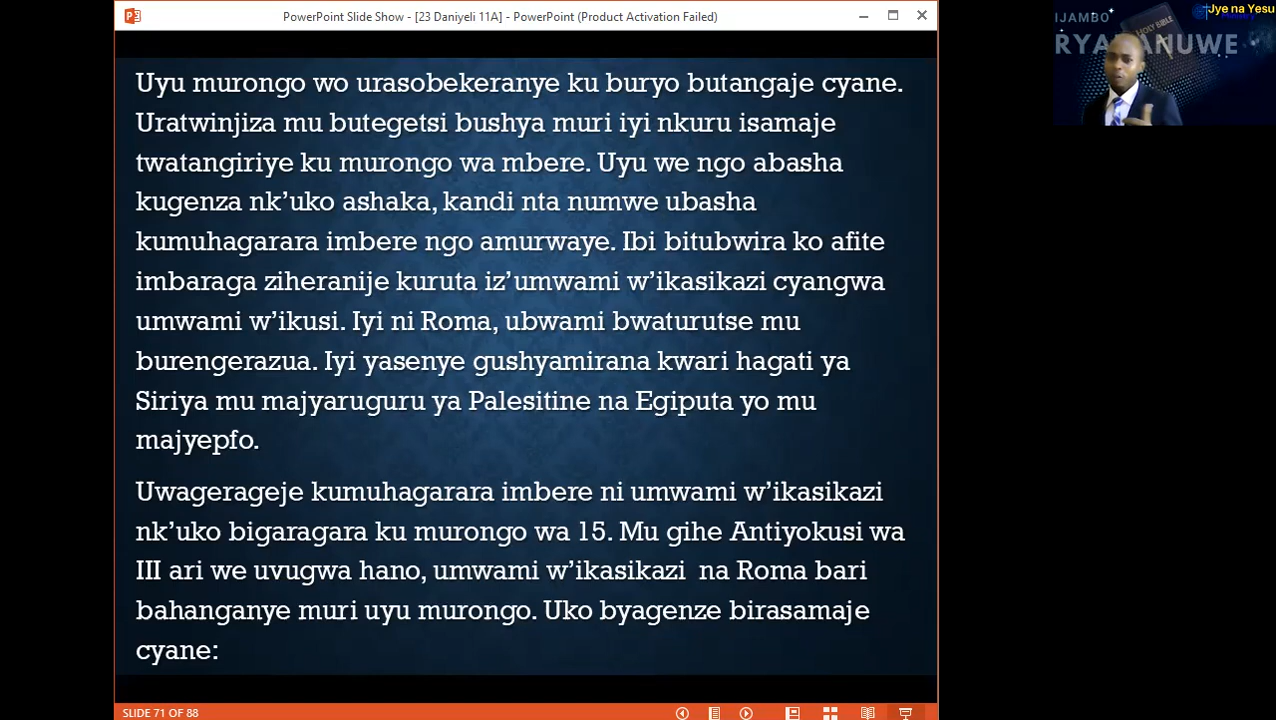 PowerPoint Slide Show - [23 Daniyeli 11A] - PowerPoint (Product Activation Failed)
Uyu murongo wo urasobekeranye ku buryo butangaje cyane.
Uratwinjiza mu butegetsi bushya muri iyi nkuru isamaje
twatangiriye ku murongo wa mbere. Uyu we ngo abasha
kugenza nk’uko ashaka, kandi nta numwe ubasha
kumuhagarara imbere ngo amurwaye. Ibi bitubwira ko afite
imbaraga ziheranije kuruta iz’umwami w’ikasikazi cyangwa
umwami w’ikusi. Iyi ni Roma, ubwami bwaturutse mu
burengerazua. Iyi yasenye gushyamirana kwari hagati ya
Siriya mu majyaruguru ya Palesitine na Egiputa yo mu
majyepfo.
Uwagerageje kumuhagarara imbere ni umwami w’ikasikazi
nk’uko bigaragara ku murongo wa 15. Mu gihe Antiyokusi wa
III ari we uvugwa hano, umwami w’ikasikazi na Roma bari
bahanganye muri uyu murongo. Uko byagenze birasamaje
cyane:
SLIDE 71 OF 88
Jye na Yesu
Ministry
IJAMBO
HOLY BIBLE